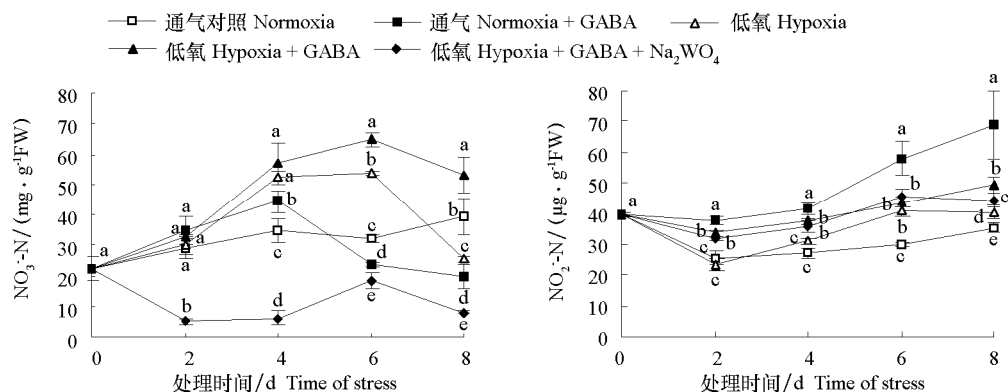 通气对照 Normoxia 通气 Normoxia + GABA 低氧 Hypoxia
低氧 Hypoxia + GABA 低氧 Hypoxia + GABA + Na₂WO₄
NO₃⁻-N / (mg · g⁻¹FW)
80
70
60
50
40
30
20
10
0
a
a a a a
b
a a b c d
a b c d e
a b c d e
0 2 4 6 8
处理时间/d Time of stress
NO₂⁻-N / (μg · g⁻¹FW)
80
70
60
50
40
30
20
10
0
a
a b b c c
a b b c c
a b b b c
a b c d e
0 2 4 6 8
处理时间/d Time of stress